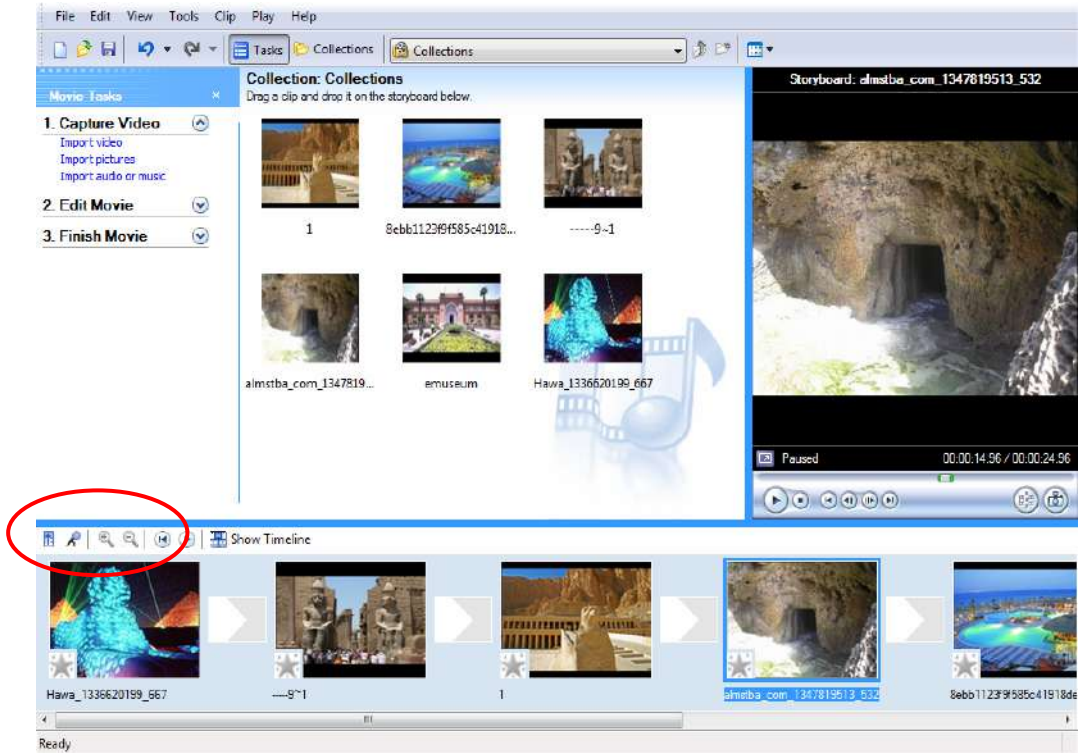 File Edit View Tools Clip Play Help
Tasks Collections Collections
Movie Tasks
1. Capture Video
Import video
Import pictures
Import audio or music
2. Edit Movie
3. Finish Movie
Collection: Collections
Drag a clip and drop it on the storyboard below.
1 8ebb1123f9f585c41918... -----9~1
almstba_com_1347819... emuseum Hawa_1336620199_667
Storyboard: almstba_com_1347819513_532
Paused 00:00:14.96 / 00:00:24.96
Show Timeline
Hawa_1336620199_667 -----9~1 1 almstba_com_1347819513_532 8ebb1123f9f585c41918de
Ready